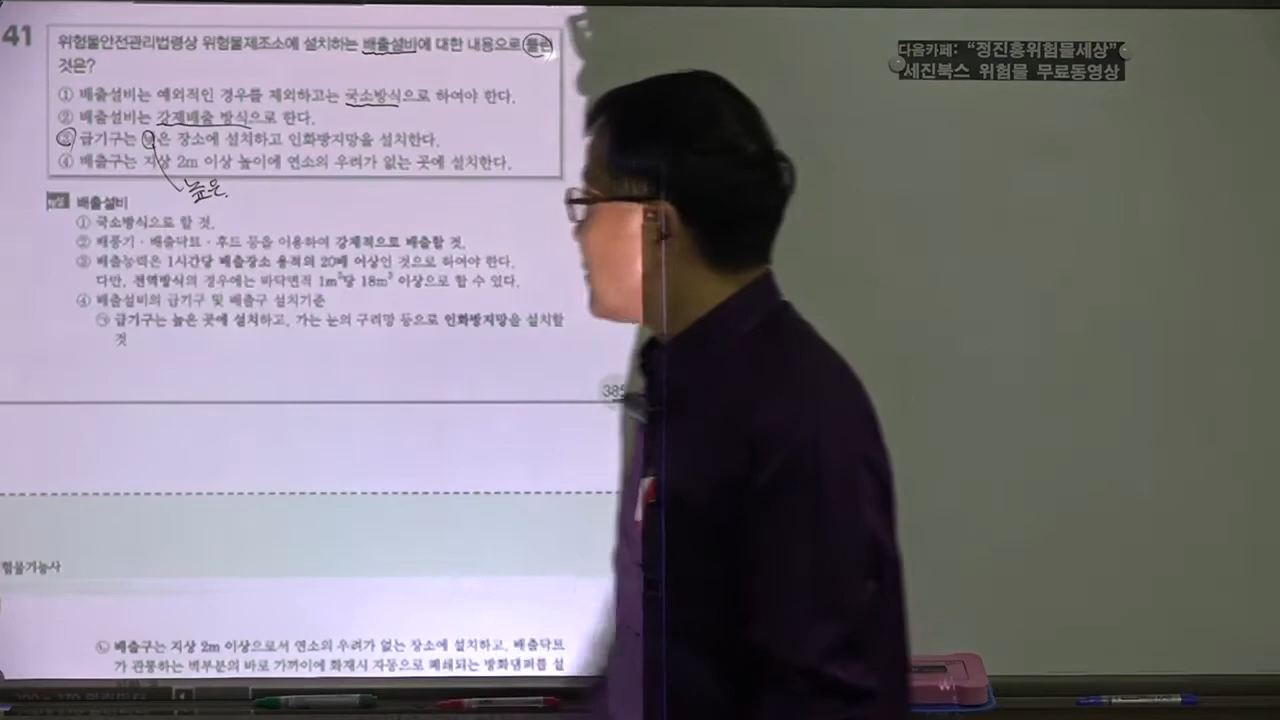 41
위험물안전관리법령상 위험물제조소에 설치하는 배출설비에 대한 내용으로 틀린
것은?
① 배출설비는 예외적인 경우를 제외하고는 국소방식으로 하여야 한다.
② 배출설비는 강제배출 방식으로 한다.
③ 급기구는 낮은 장소에 설치하고 인화방지망을 설치한다.
④ 배출구는 지상 2m 이상 높이에 연소의 우려가 없는 곳에 설치한다.
높은.
해설 배출설비
① 국소방식으로 할 것.
② 배풍기·배출닥트·후드 등을 이용하여 강제적으로 배출할 것.
③ 배출능력은 1시간당 배출장소 용적의 20배 이상인 것으로 하여야 한다.
다만, 전역방식의 경우에는 바닥면적 1m²당 18m³ 이상으로 할 수 있다.
④ 배출설비의 급기구 및 배출구 설치기준
㉠ 급기구는 높은 곳에 설치하고, 가는 눈의 구리망 등으로 인화방지망을 설치할
것
385
험물기능사
㉡ 배출구는 지상 2m 이상으로서 연소의 우려가 없는 장소에 설치하고, 배출닥트
가 관통하는 벽부분의 바로 가까이에 화재시 자동으로 폐쇄되는 방화댐퍼를 설
다음카페: “정진홍위험물세상”
세진북스 위험물 무료동영상